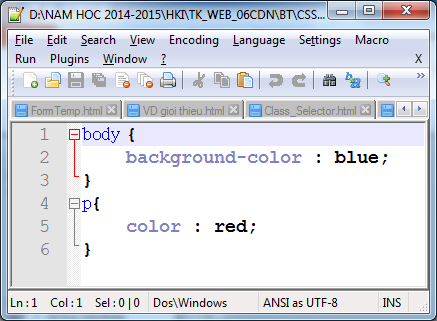 D:\NAM HOC 2014-2015\HKI\TK_WEB_06CDN\BT\CSS...
File Edit Search View Encoding Language Settings Macro
Run Plugins Window ? X
FormTemp.html VD gioi thieu.html Class_Selector.html
1 body {
2 background-color : blue;
3 }
4 p{
5 color : red;
6 }
Ln : 1 Col : 1 Sel : 0 | 0 Dos\Windows ANSI as UTF-8 INS